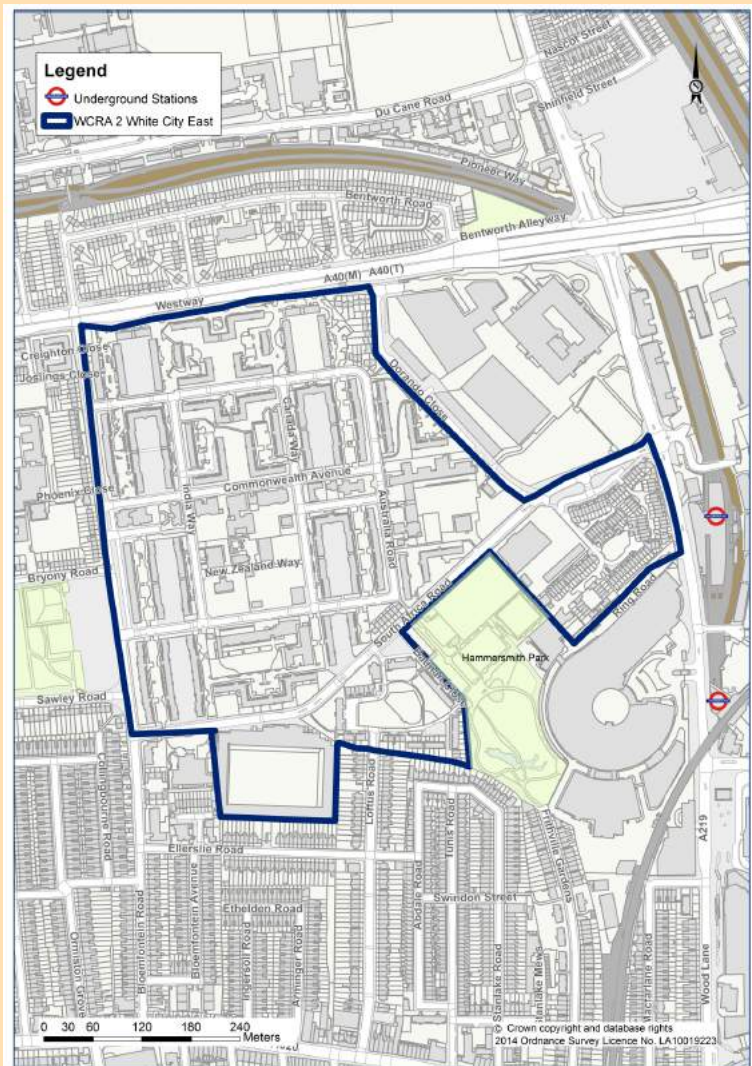 Legend
Underground Stations
WCRA 2 White City East
Nascot Street
Shinfield Street
Du Cane Road
Pioneer Way
Bentworth Road
Bentworth Alleyway
A40(M) A40(T)
Westway
Creighton Close
Joslings Close
Dorando Close
Canada Way
Commonwealth Avenue
Phoenix Close
India Way
Australia Road
Bryony Road
New Zealand Way
South Africa Road
Ring Road
Hammersmith Park
Sawley Road
Collingbourne Road
Loftus Road
A219
Ellerslie Road
Tunis Road
Frithville Gardens
Swindon Street
Abdale Road
Ethelden Road
Bloemfontein Road
Bloemfontein Avenue
Ingersoll Road
Arminger Road
Ormiston Grove
Stanlake Road
Stanlake Mews
Macfarlane Road
Wood Lane
0 30 60 120 180 240
Meters
© Crown copyright and database rights
2014 Ordnance Survey Licence No. LA10019223